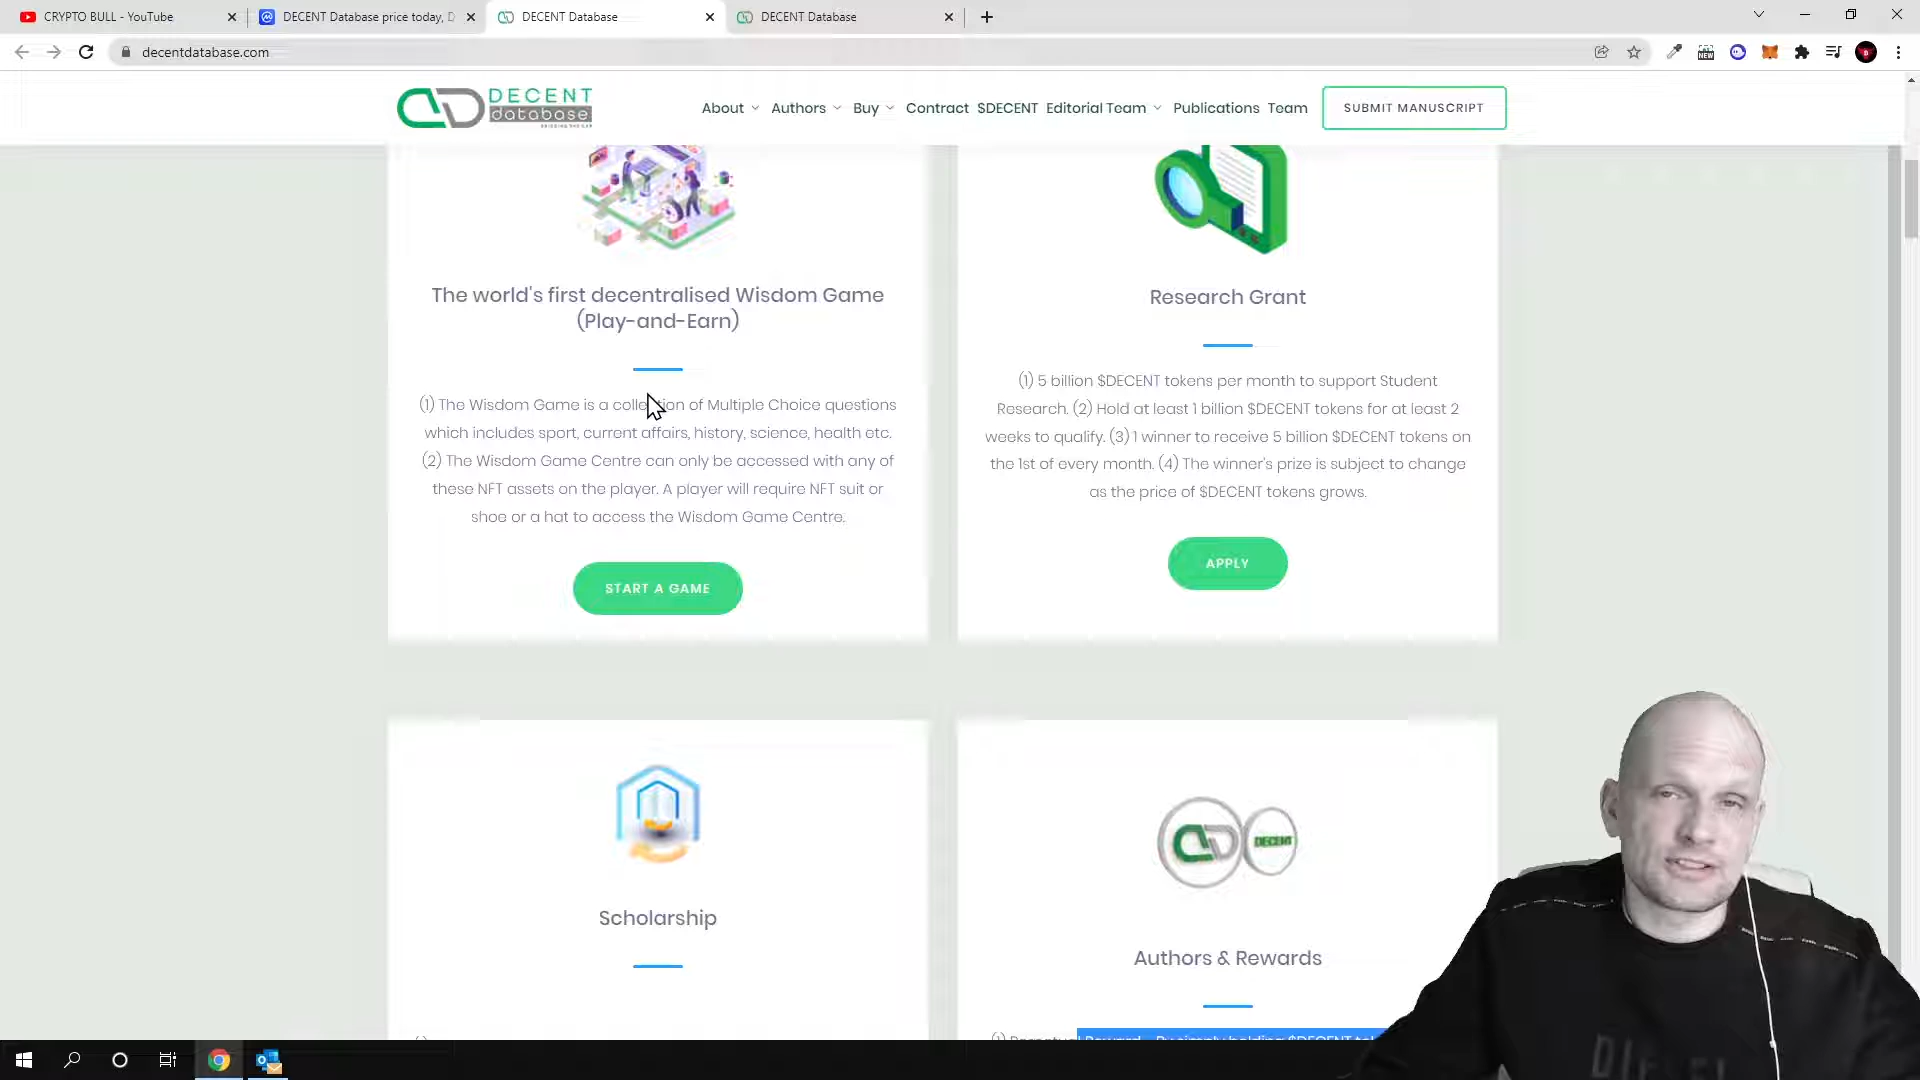 CRYPTO BULL - YouTube
DECENT Database price today, D
DECENT Database
DECENT Database
decentdatabase.com
NEW
DECENT
database
BRIDGING THE GAP
About
Authors
Buy
Contract
$DECENT
Editorial Team
Publications
Team
SUBMIT MANUSCRIPT
The world's first decentralised Wisdom Game
(Play-and-Earn)
(1) The Wisdom Game is a collection of Multiple Choice questions
which includes sport, current affairs, history, science, health etc.
(2) The Wisdom Game Centre can only be accessed with any of
these NFT assets on the player. A player will require NFT suit or
shoe or a hat to access the Wisdom Game Centre.
START A GAME
Research Grant
(1) 5 billion $DECENT tokens per month to support Student
Research. (2) Hold at least 1 billion $DECENT tokens for at least 2
weeks to qualify. (3) 1 winner to receive 5 billion $DECENT tokens on
the 1st of every month. (4) The winner's prize is subject to change
as the price of $DECENT tokens grows.
APPLY
Scholarship
DECENT
Authors & Rewards